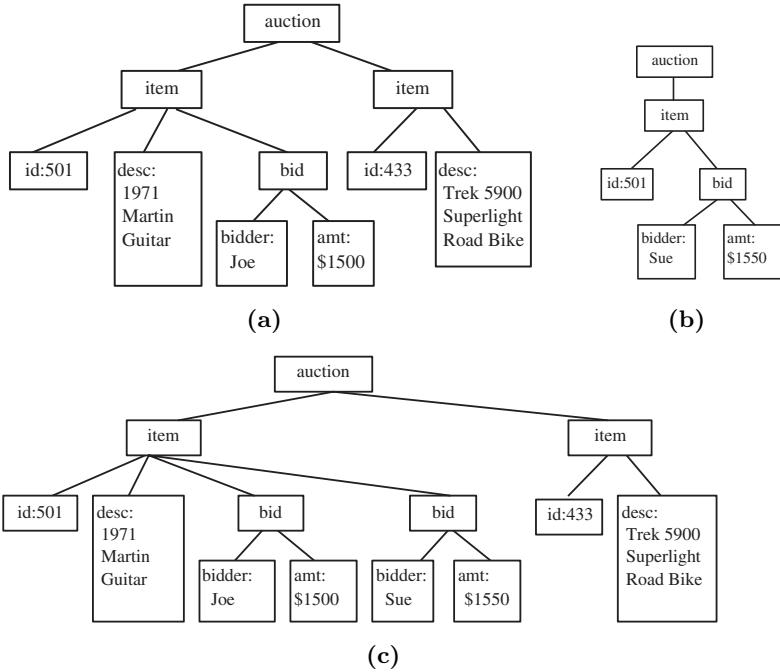 auction
item
item
id:501
desc:
1971
Martin
Guitar
bid
id:433
desc:
Trek 5900
Superlight
Road Bike
bidder:
Joe
amt:
$1500
(a)
auction
item
id:501
bid
bidder:
Sue
amt:
$1550
(b)
auction
item
item
id:501
desc:
1971
Martin
Guitar
bid
bid
id:433
desc:
Trek 5900
Superlight
Road Bike
bidder:
Joe
amt:
$1500
bidder:
Sue
amt:
$1550
(c)